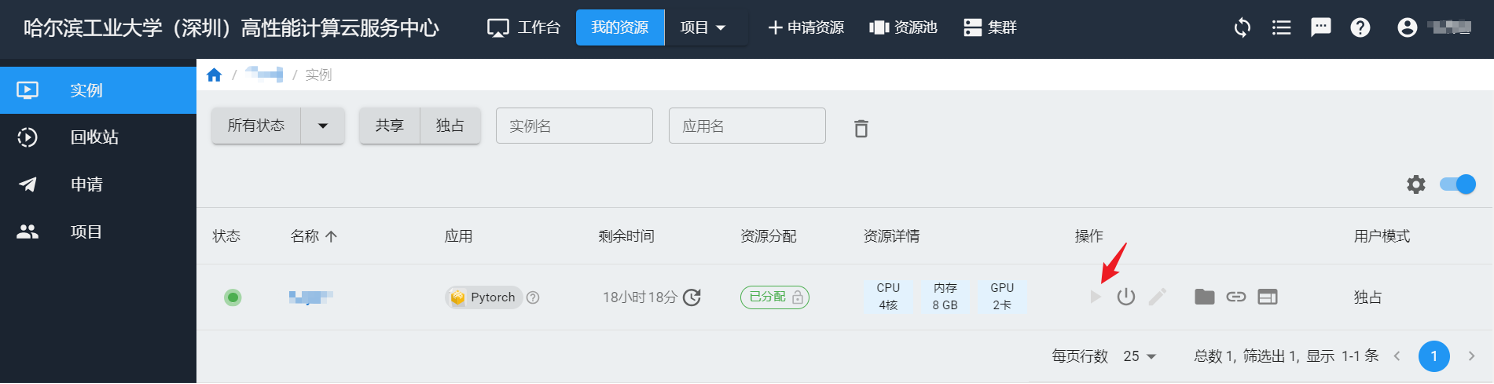 哈尔滨工业大学（深圳）高性能计算云服务中心 工作台 我的资源 项目 申请资源 资源池 集群
实例 / / 实例
回收站 所有状态 共享 独占 实例名 应用名
申请
项目
状态 名称 应用 剩余时间 资源分配 资源详情 操作 用户模式
Pytorch 18小时18分 已分配 CPU 4核 内存 8 GB GPU 2卡 独占
每页行数 25 总数 1, 筛选出 1, 显示 1-1 条 1